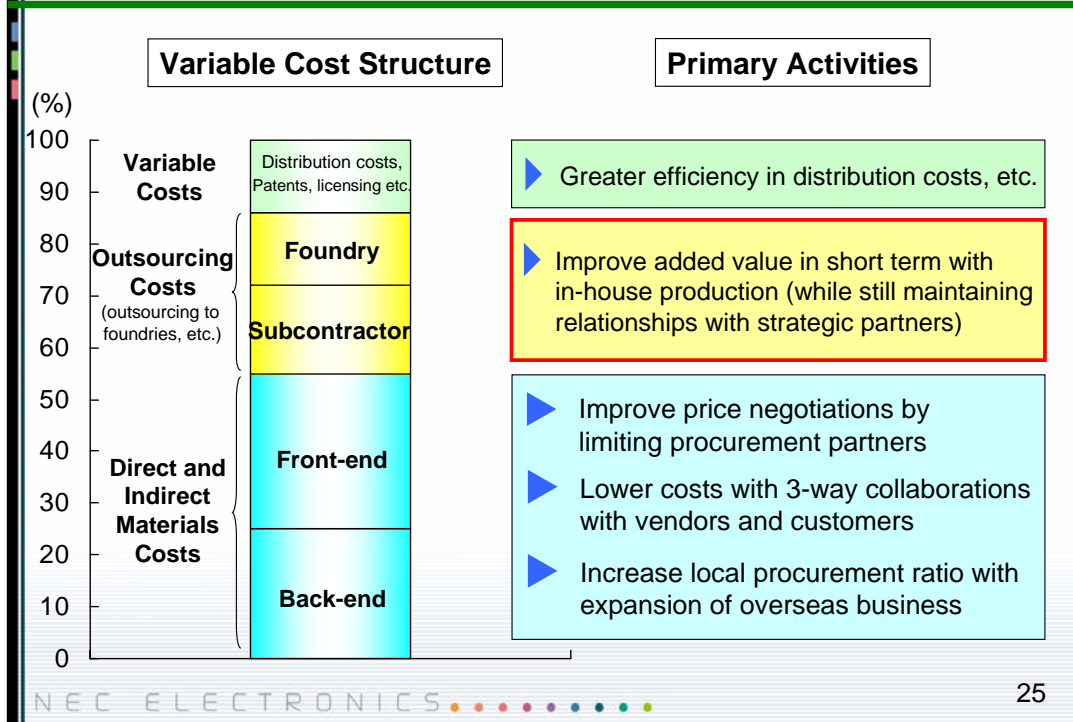 Variable Cost Structure
Primary Activities
(%)
100
90
80
70
60
50
40
30
20
10
0
Variable
Costs
Outsourcing
Costs
(outsourcing to
foundries, etc.)
Direct and
Indirect
Materials
Costs
Distribution costs,
Patents, licensing etc.
Foundry
Subcontractor
Front-end
Back-end
Greater efficiency in distribution costs, etc.
Improve added value in short term with
in-house production (while still maintaining
relationships with strategic partners)
Improve price negotiations by
limiting procurement partners
Lower costs with 3-way collaborations
with vendors and customers
Increase local procurement ratio with
expansion of overseas business
NEC ELECTRONICS
25